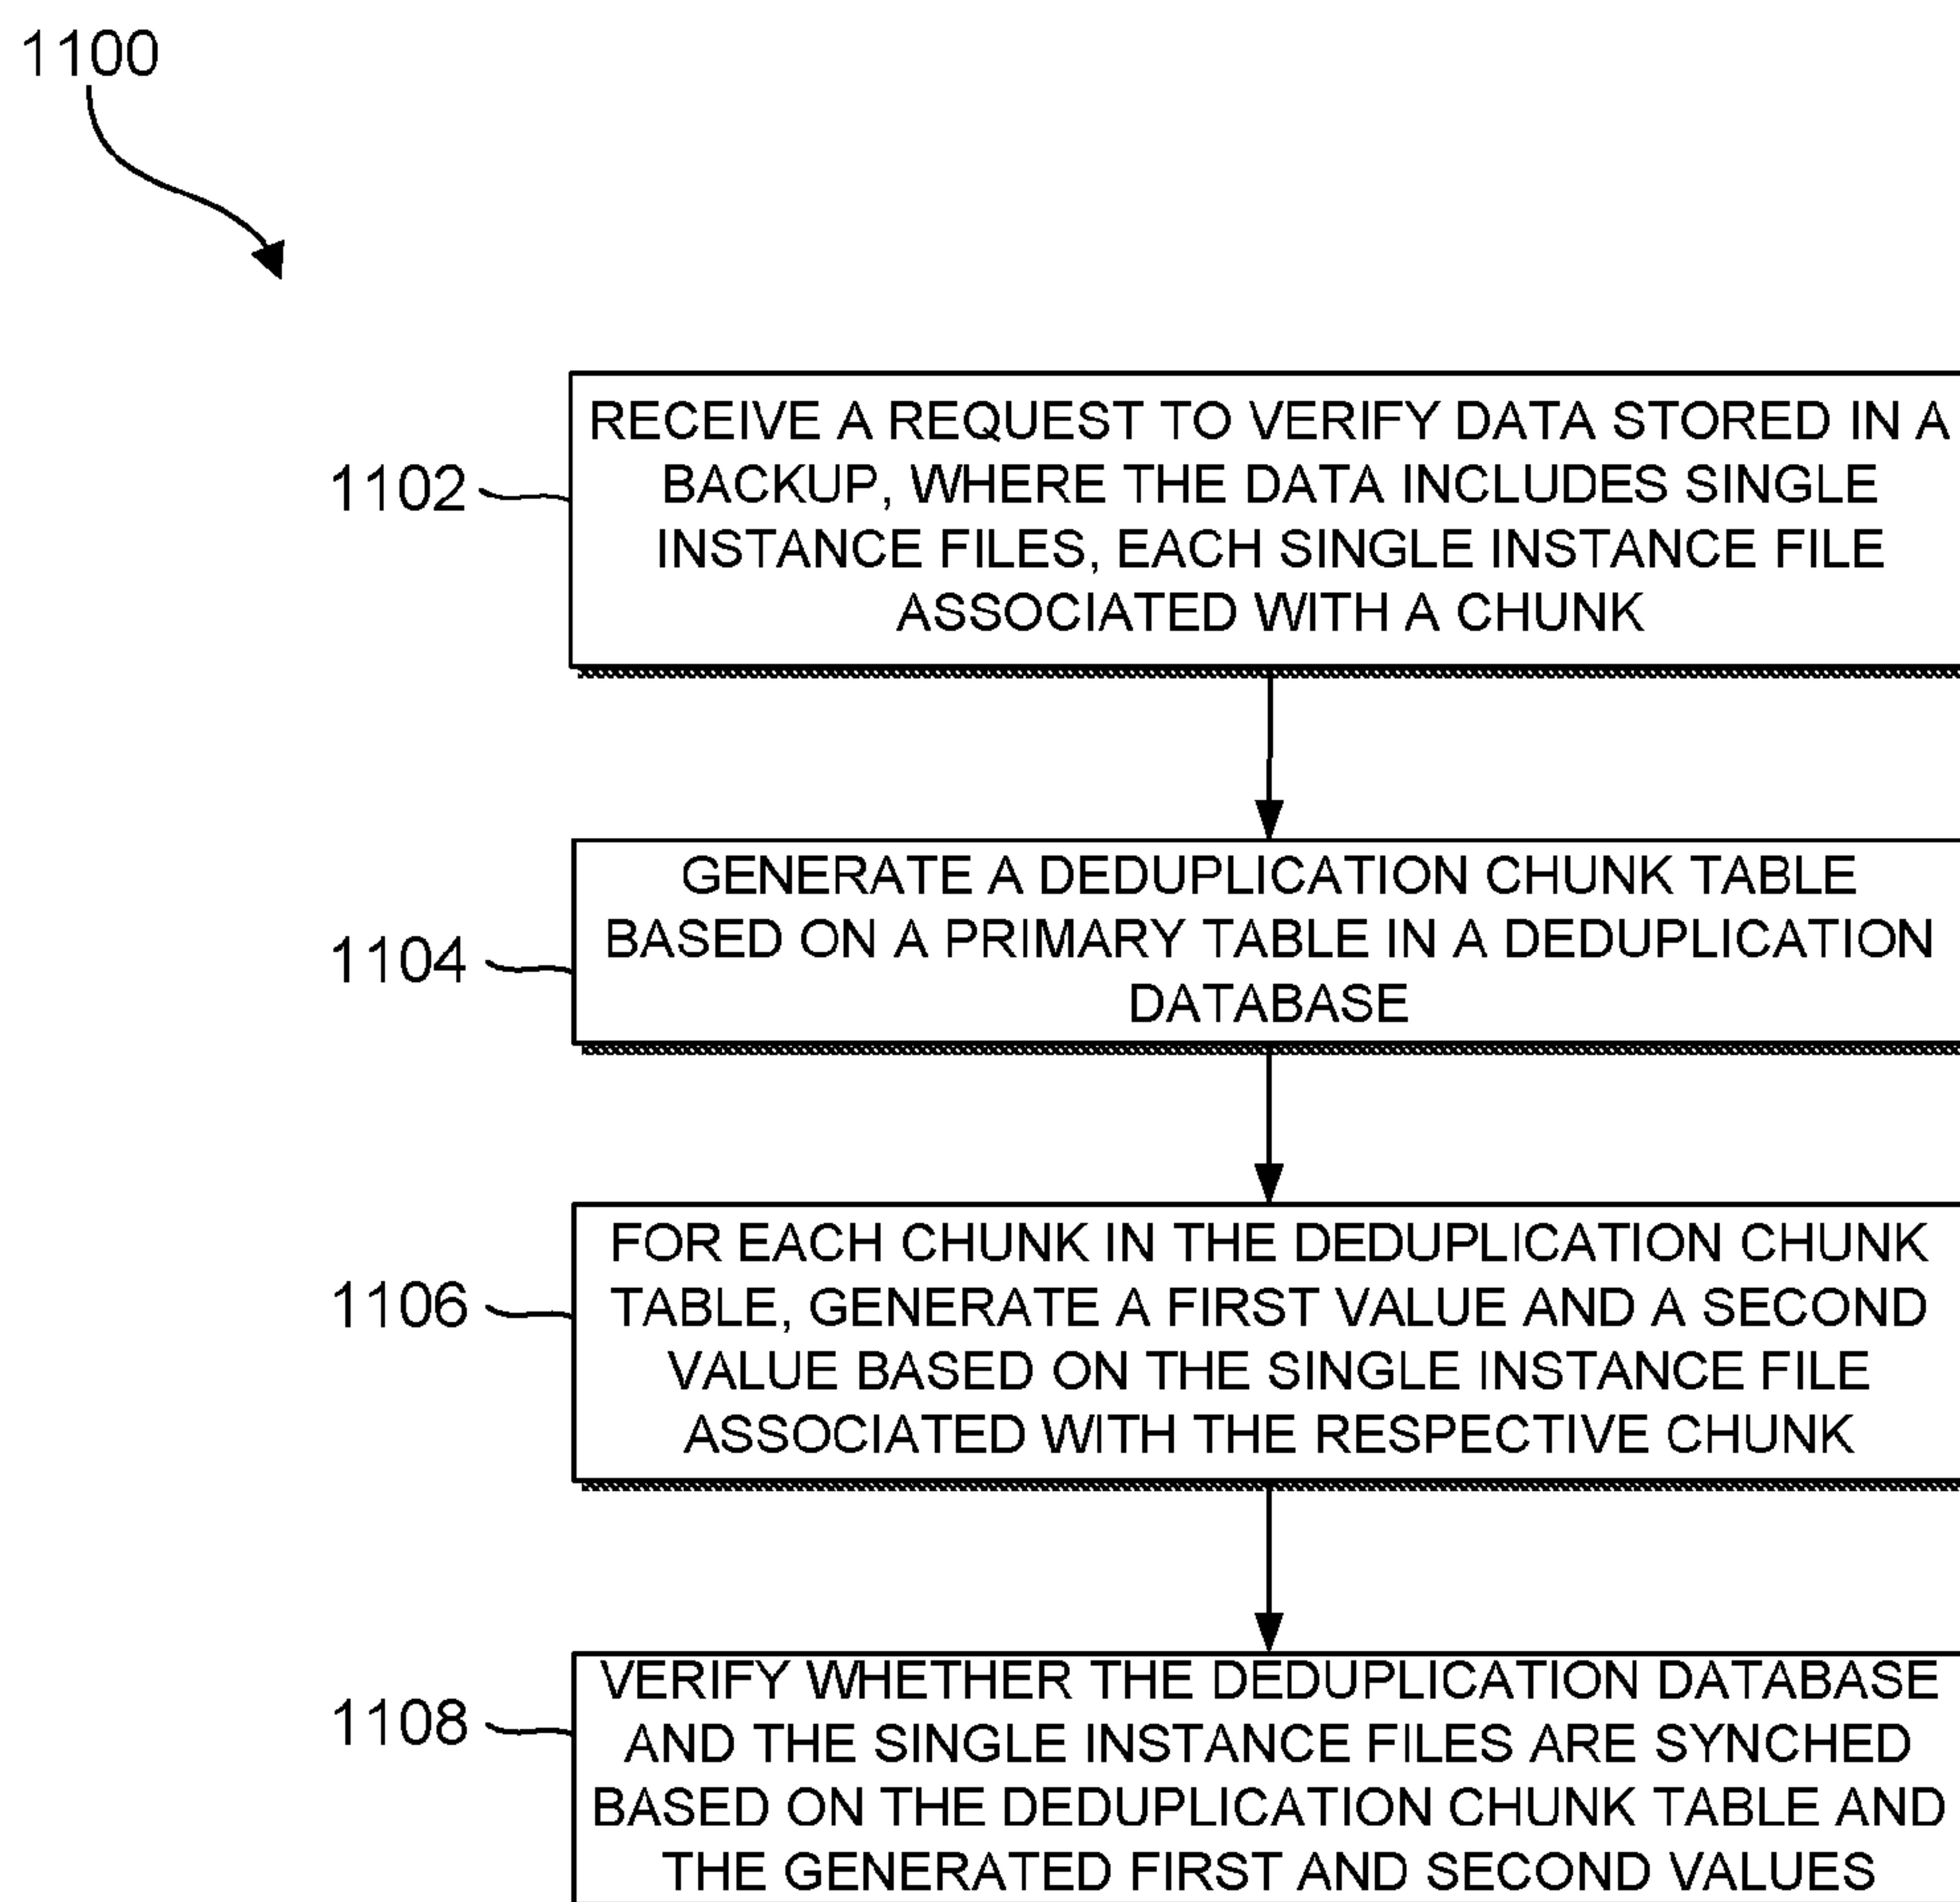 1100
RECEIVE A REQUEST TO VERIFY DATA STORED IN A
BACKUP, WHERE THE DATA INCLUDES SINGLE
1102
INSTANCE FILES, EACH SINGLE INSTANCE FILE
ASSOCIATED WITH A CHUNK
GENERATE A DEDUPLICATION CHUNK TABLE
BASED ON A PRIMARY TABLE IN A DEDUPLICATION
1104
DATABASE
FOR EACH CHUNK IN THE DEDUPLICATION CHUNK
TABLE, GENERATE A FIRST VALUE AND A SECOND
1106
VALUE BASED ON THE SINGLE INSTANCE FILE
ASSOCIATED WITH THE RESPECTIVE CHUNK
VERIFY WHETHER THE DEDUPLICATION DATABASE
1108
AND THE SINGLE INSTANCE FILES ARE SYNCHED
BASED ON THE DEDUPLICATION CHUNK TABLE AND
THE GENERATED FIRST AND SECOND VALUES